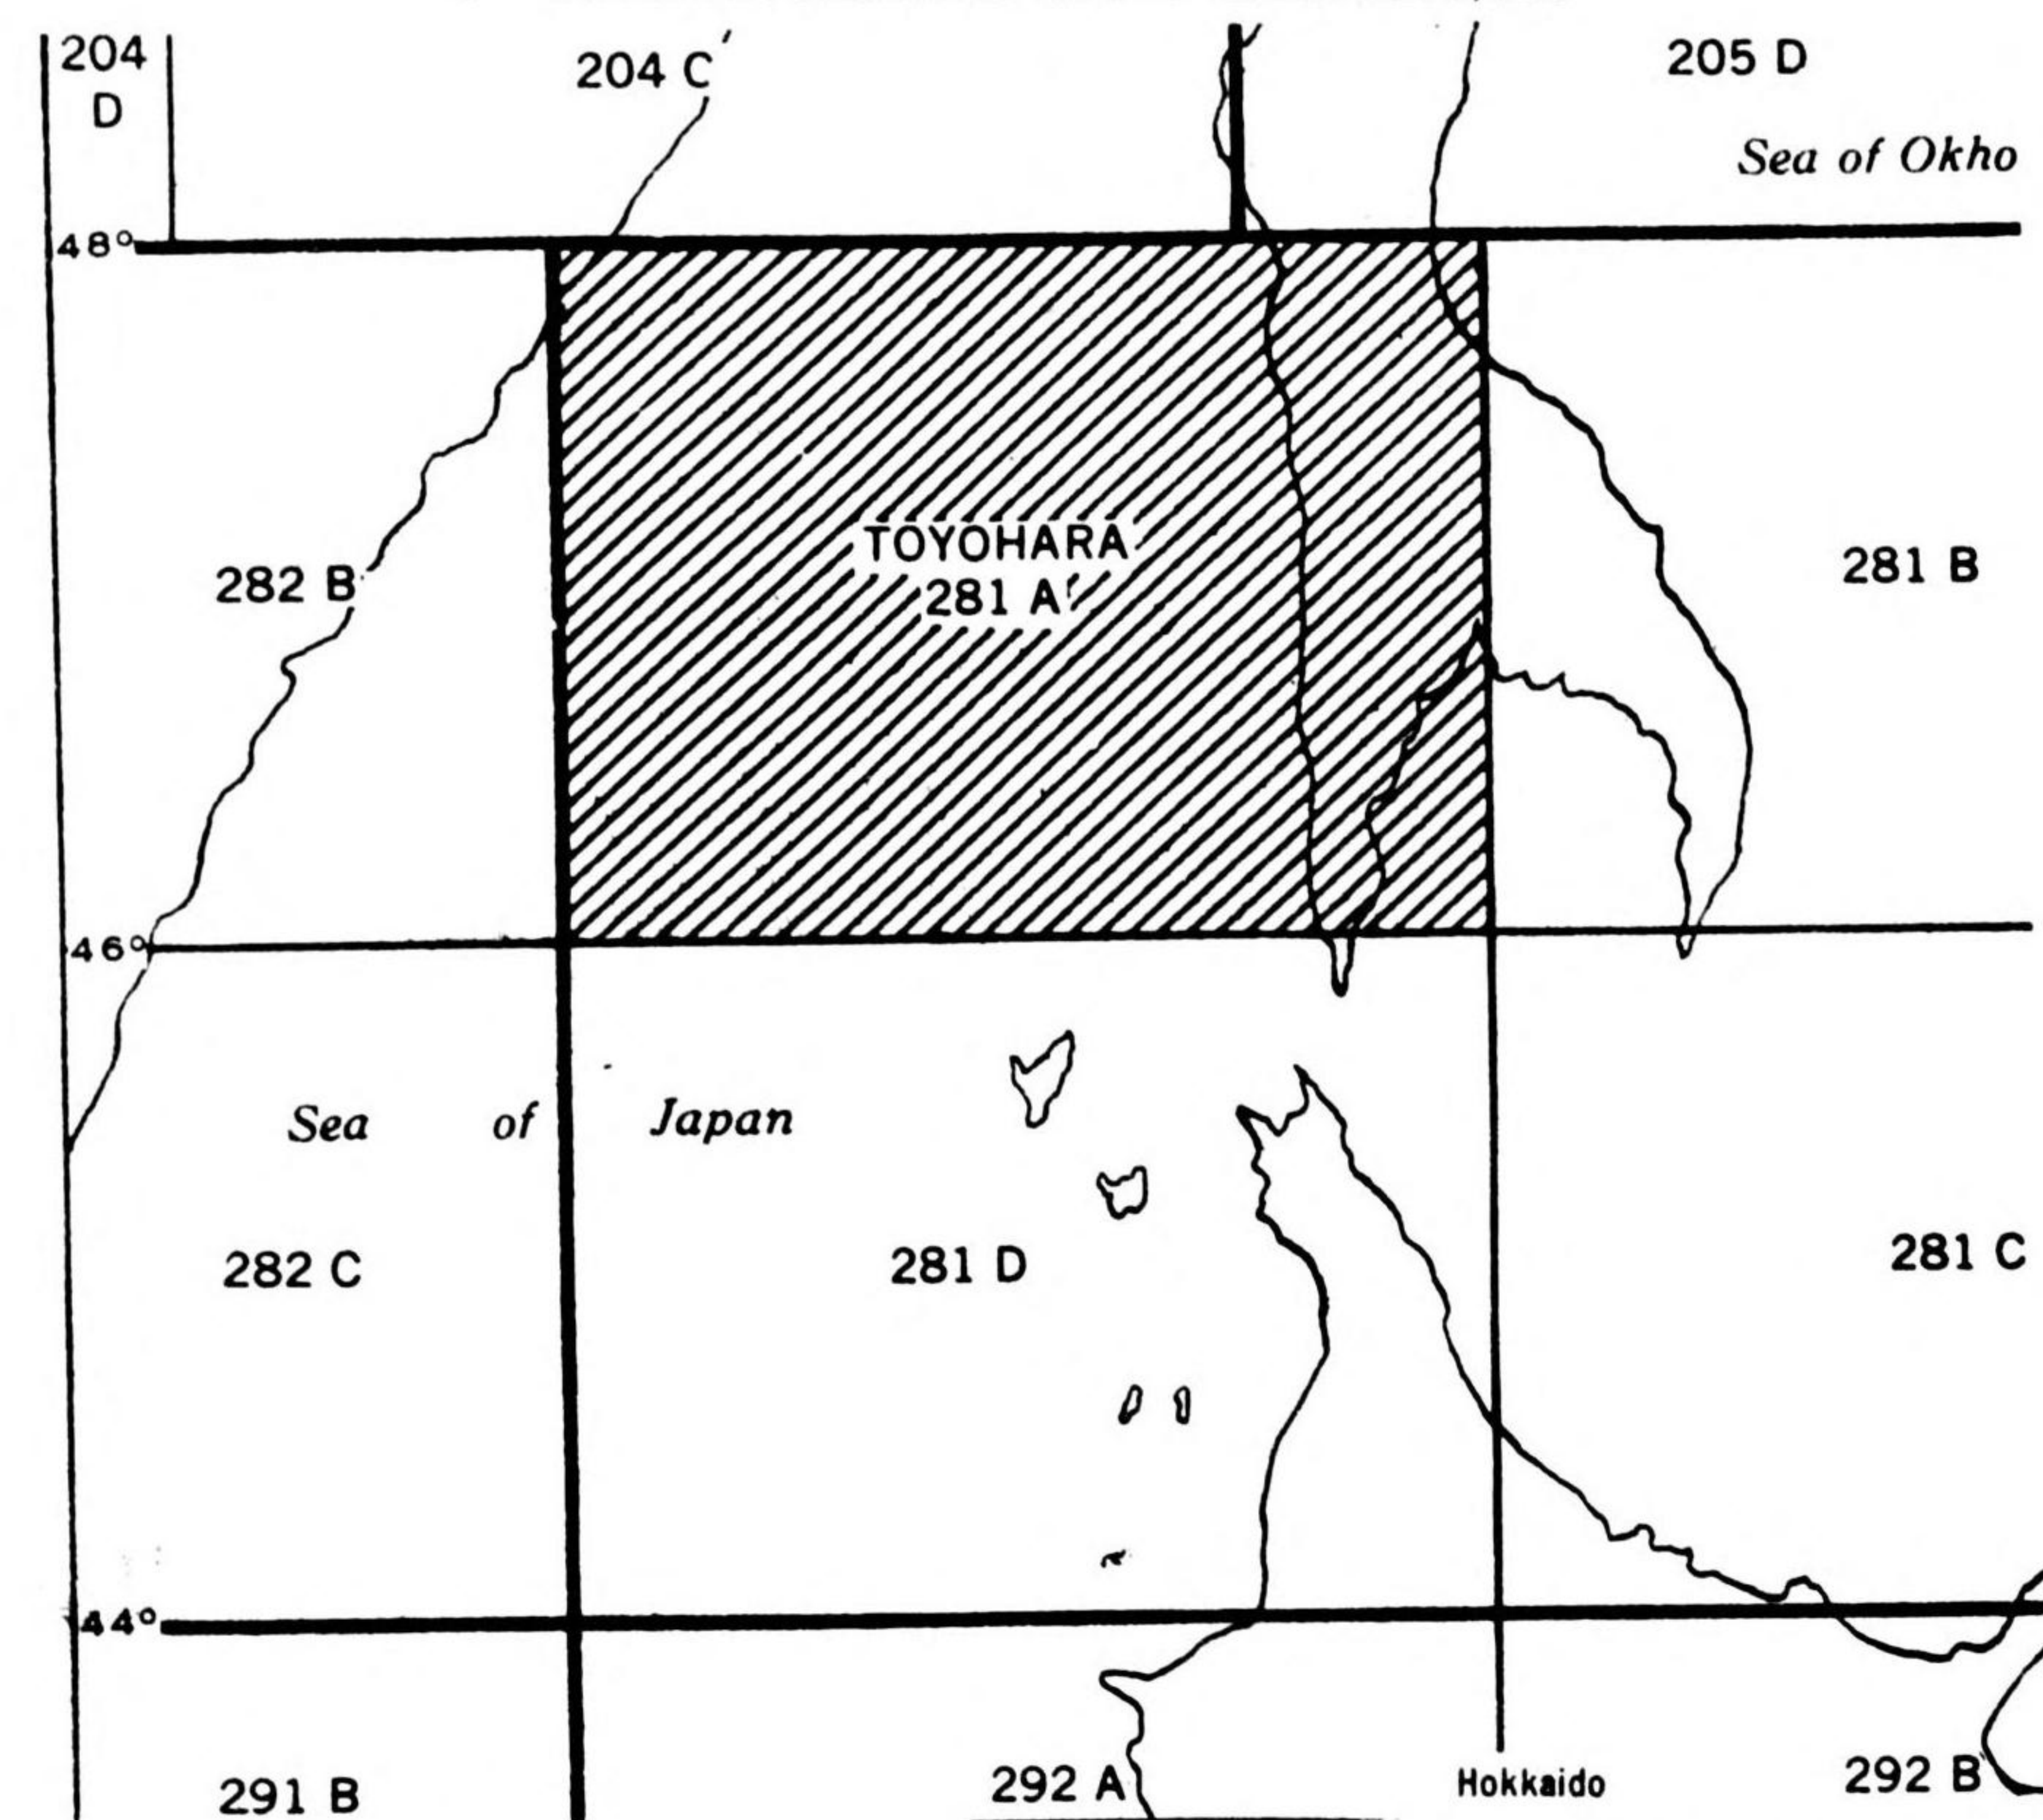 204
D
204 C
205 D
Sea of Okho
48°
TOYOHARA
281 A
282 B
281 B
46°
Sea of Japan
282 C
281 D
281 C
44°
291 B
292 A
Hokkaido
292 B